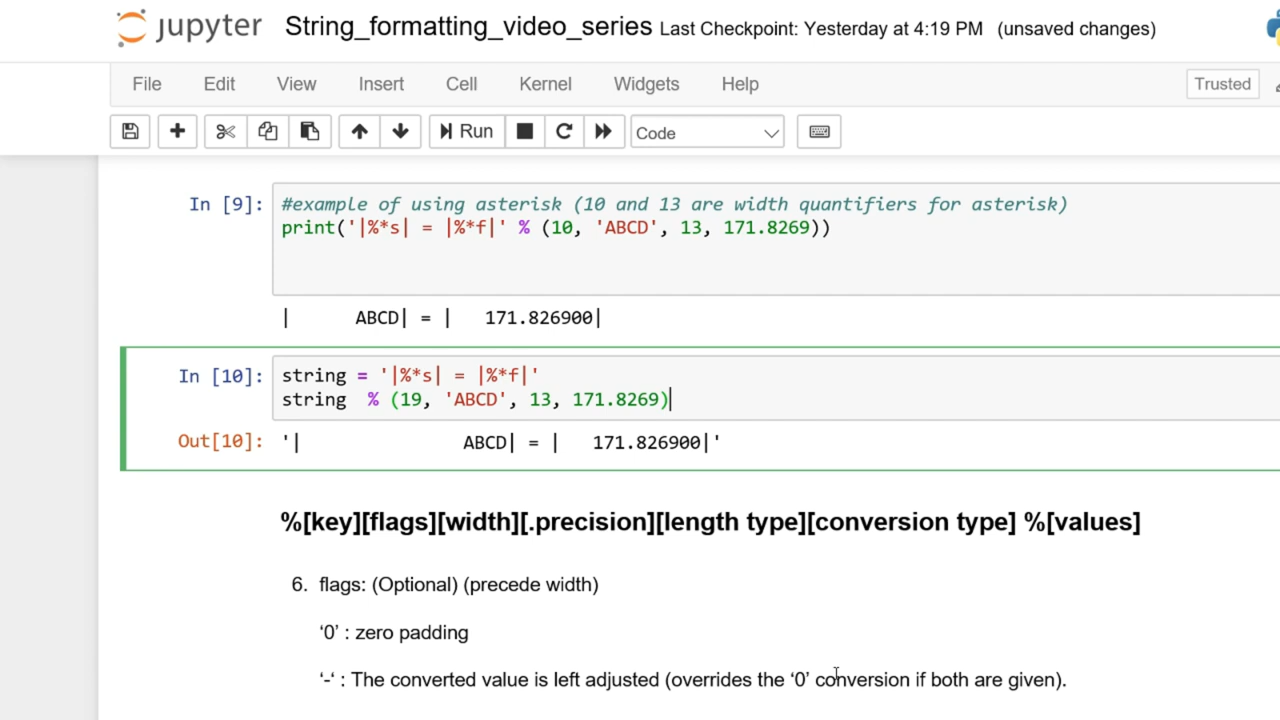 jupyter String_formatting_video_series Last Checkpoint: Yesterday at 4:19 PM (unsaved changes)
File Edit View Insert Cell Kernel Widgets Help Trusted
Run Code
In [9]: #example of using asterisk (10 and 13 are width quantifiers for asterisk)
print('|%*s| = |%*f|' % (10, 'ABCD', 13, 171.8269))
|      ABCD| = |   171.826900|
In [10]: string = '|%*s| = |%*f|'
string  % (19, 'ABCD', 13, 171.8269)
Out[10]: '|               ABCD| = |   171.826900|'
%[key][flags][width][.precision][length type][conversion type] %[values]
6. flags: (Optional) (precede width)
‘0’ : zero padding
‘-‘ : The converted value is left adjusted (overrides the ‘0’ conversion if both are given).